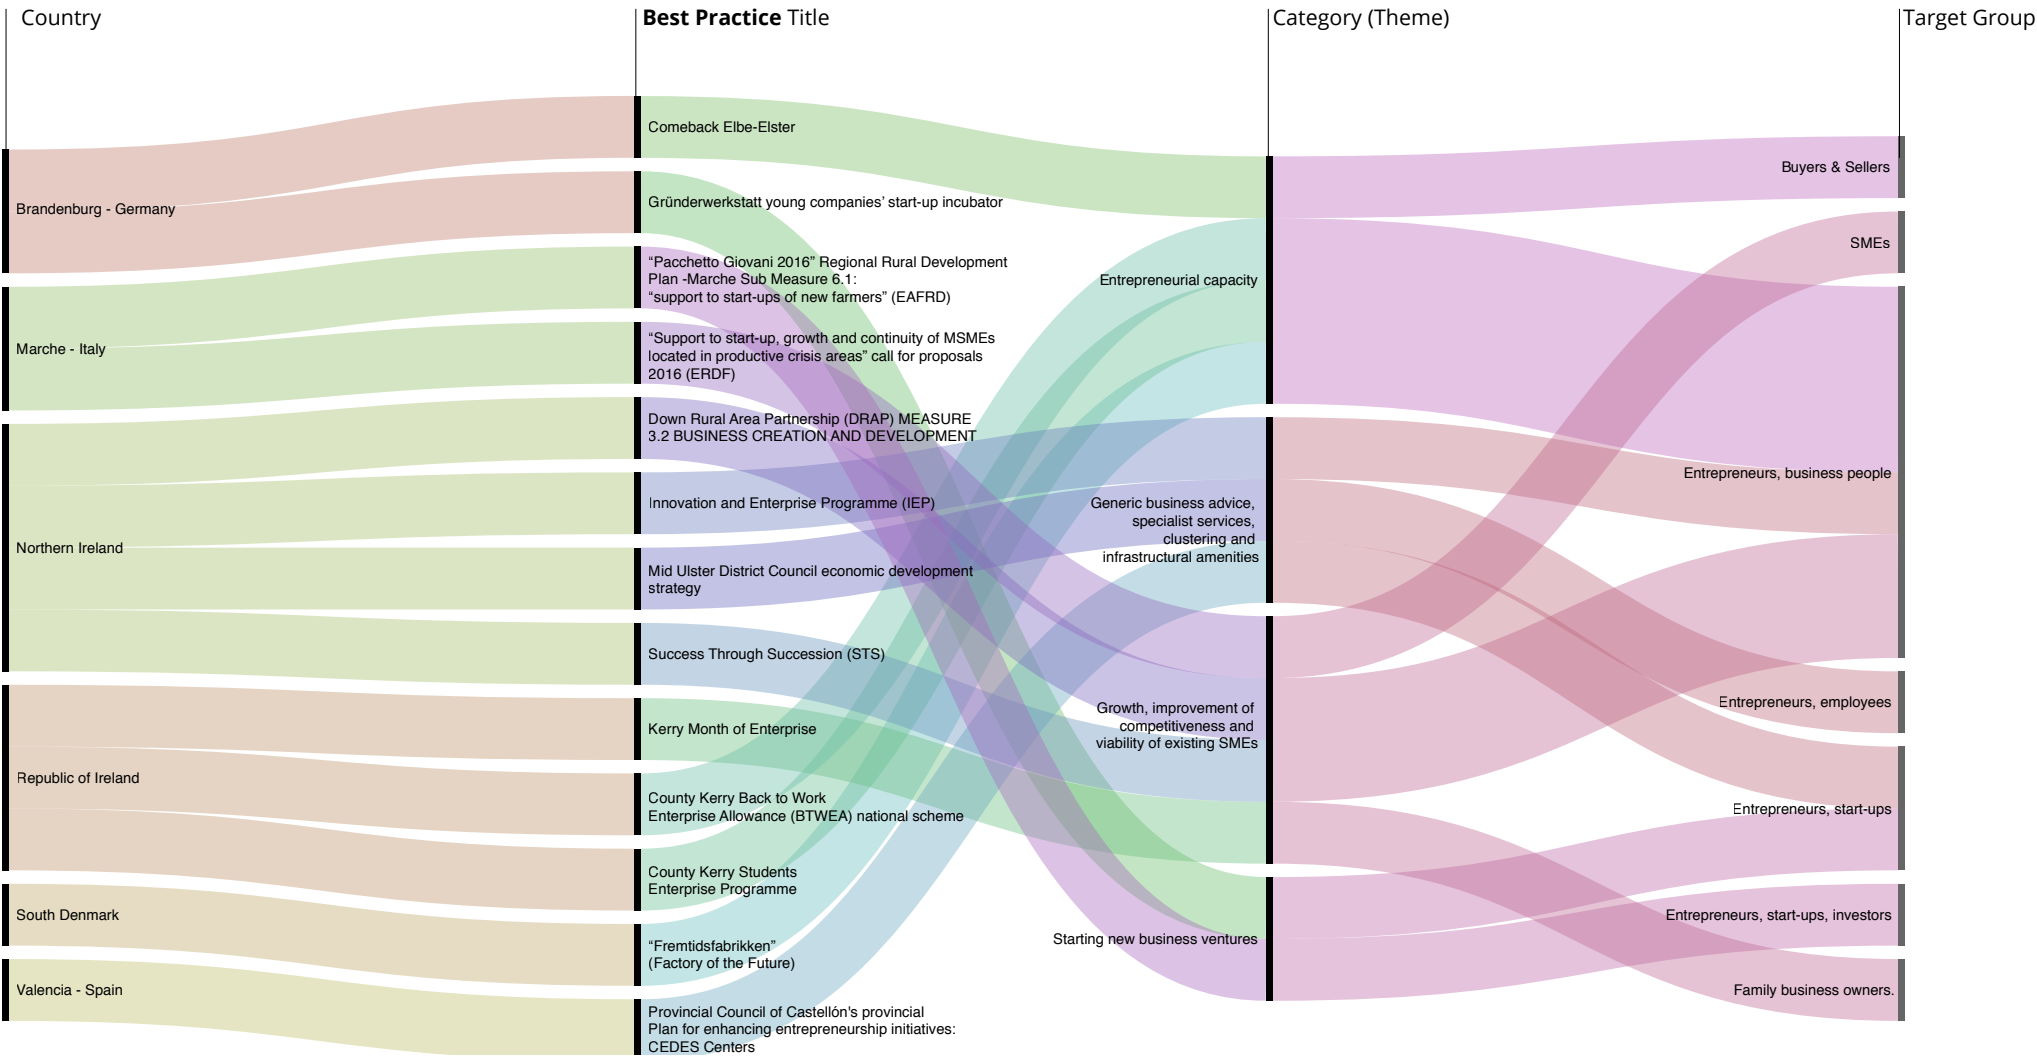 Country
Best Practice Title
Category (Theme)
Target Group
Brandenburg - Germany
Marche - Italy
Northern Ireland
Republic of Ireland
South Denmark
Valencia - Spain
Comeback Elbe-Elster
Gründerwerkstatt young companies’ start-up incubator
“Pacchetto Giovani 2016” Regional Rural Development
Plan -Marche Sub Measure 6.1:
“support to start-ups of new farmers” (EAFRD)
“Support to start-up, growth and continuity of MSMEs
located in productive crisis areas” call for proposals
2016 (ERDF)
Down Rural Area Partnership (DRAP) MEASURE
3.2 BUSINESS CREATION AND DEVELOPMENT
Innovation and Enterprise Programme (IEP)
Mid Ulster District Council economic development
strategy
Success Through Succession (STS)
Kerry Month of Enterprise
County Kerry Back to Work
Enterprise Allowance (BTWEA) national scheme
County Kerry Students
Enterprise Programme
“Fremtidsfabrikken”
(Factory of the Future)
Provincial Council of Castellón's provincial
Plan for enhancing entrepreneurship initiatives:
CEDES Centers
Entrepreneurial capacity
Generic business advice,
specialist services,
clustering and
infrastructural amenities
Growth, improvement of
competitiveness and
viability of existing SMEs
Starting new business ventures
Buyers & Sellers
SMEs
Entrepreneurs, business people
Entrepreneurs, employees
Entrepreneurs, start-ups
Entrepreneurs, start-ups, investors
Family business owners.